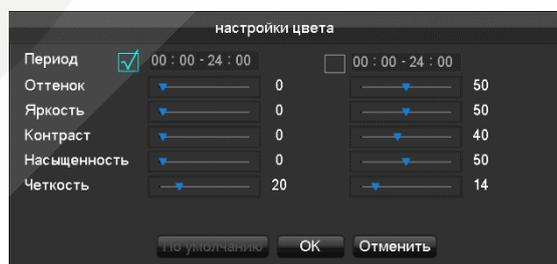 настройки цвета
Период 00 : 00 - 24 : 00 00 : 00 - 24 : 00
Оттенок 0 50
Яркость 0 50
Контраст 0 40
Насыщенность 0 50
Четкость 20 14
По умолчанию OK Отменить